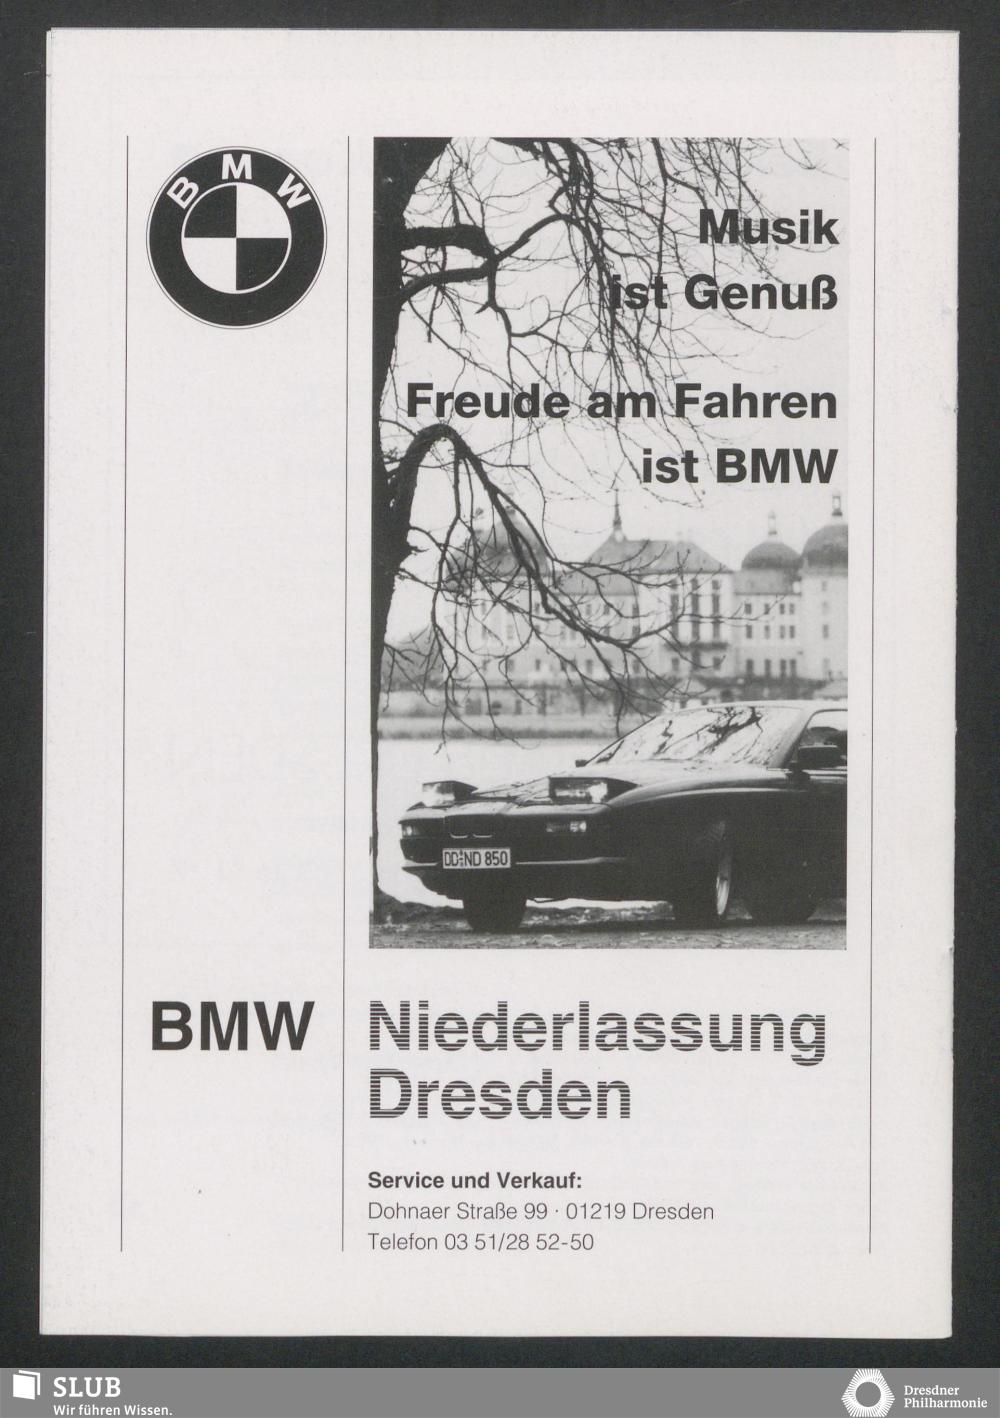 BMW
Musik
ist Genuß
Freude am Fahren
ist BMW
DD ND 850
BMW Niederlassung
Dresden
Service und Verkauf:
Dohnaer Straße 99 · 01219 Dresden
Telefon 03 51/28 52-50
SLUB
Wir führen Wissen.
Dresdner
Philharmonie